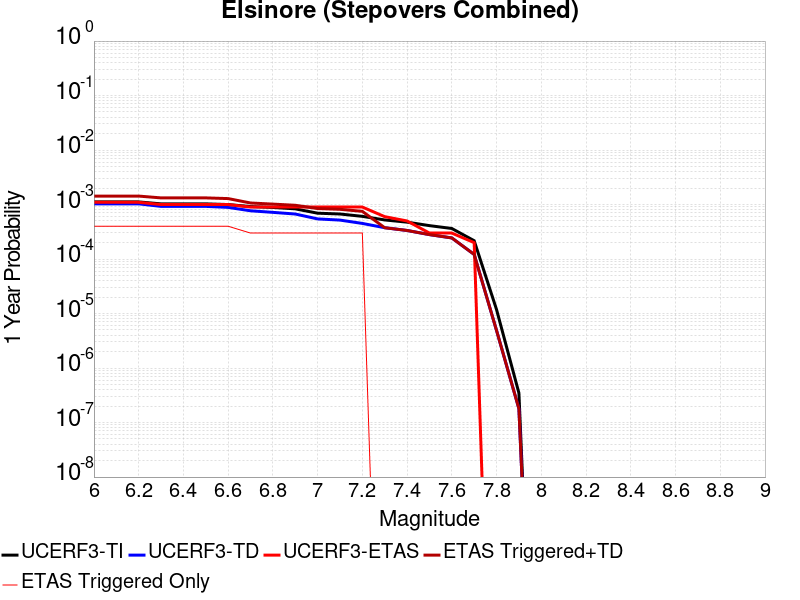 Elsinore (Stepovers Combined)
10^0
10^-1
10^-2
10^-3
10^-4
10^-5
10^-6
10^-7
10^-8
1 Year Probability
6 6.2 6.4 6.6 6.8 7 7.2 7.4 7.6 7.8 8 8.2 8.4 8.6 8.8 9
Magnitude
UCERF3-TI UCERF3-TD UCERF3-ETAS ETAS Triggered+TD
ETAS Triggered Only